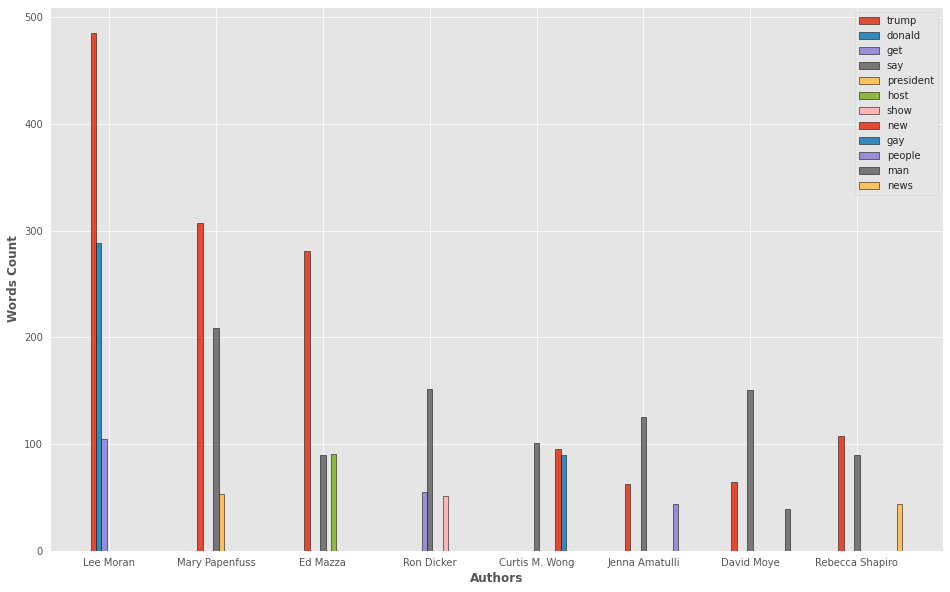 500
400
300
200
100
0
Words Count
trump
donald
get
say
president
host
show
new
gay
people
man
news
Lee Moran Mary Papenfuss Ed Mazza Ron Dicker Curtis M. Wong Jenna Amatulli David Moye Rebecca Shapiro
Authors